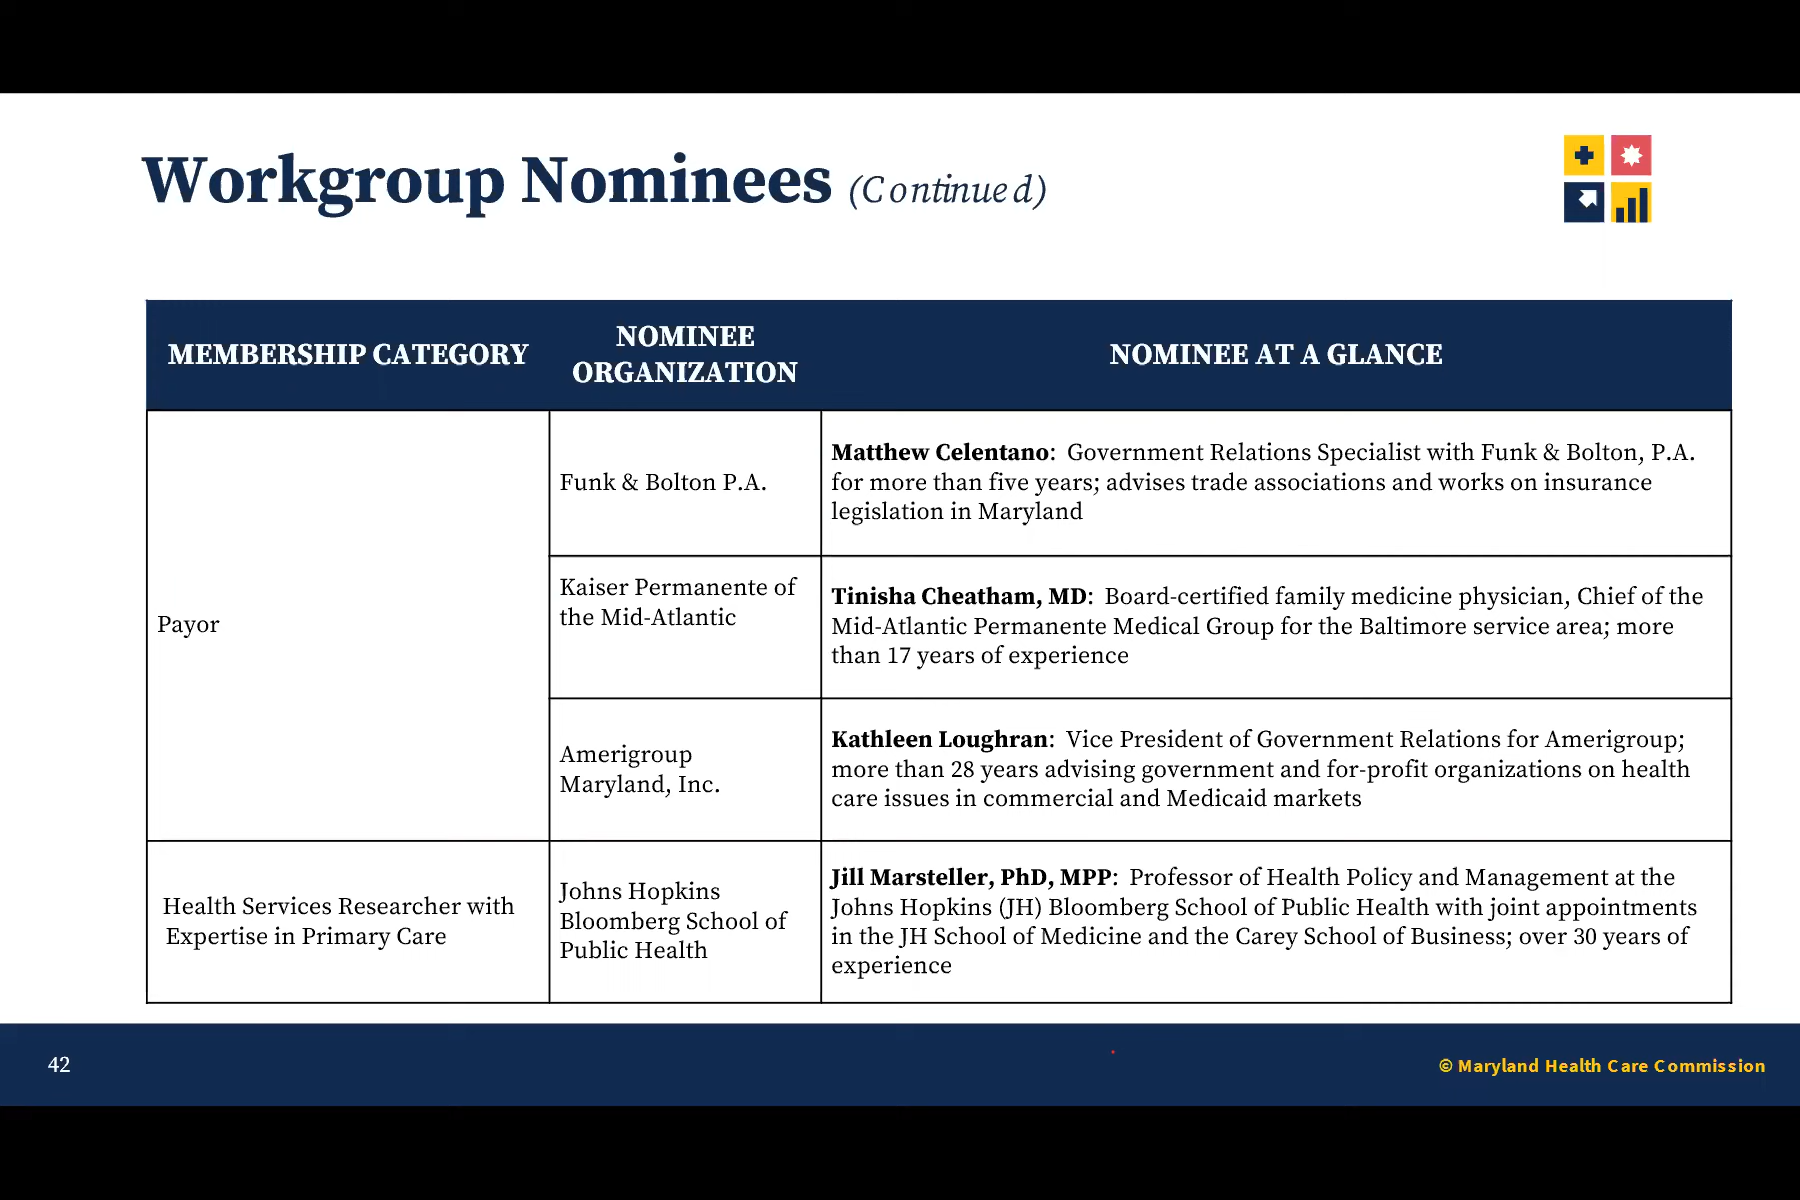 Workgroup Nominees (Continued)
MEMBERSHIP CATEGORY
NOMINEE
ORGANIZATION
NOMINEE AT A GLANCE
Payor
Funk & Bolton P.A.
Matthew Celentano: Government Relations Specialist with Funk & Bolton, P.A.
for more than five years; advises trade associations and works on insurance
legislation in Maryland
Kaiser Permanente of
the Mid-Atlantic
Tinisha Cheatham, MD: Board-certified family medicine physician, Chief of the
Mid-Atlantic Permanente Medical Group for the Baltimore service area; more
than 17 years of experience
Amerigroup
Maryland, Inc.
Kathleen Loughran: Vice President of Government Relations for Amerigroup;
more than 28 years advising government and for-profit organizations on health
care issues in commercial and Medicaid markets
Health Services Researcher with
Expertise in Primary Care
Johns Hopkins
Bloomberg School of
Public Health
Jill Marsteller, PhD, MPP: Professor of Health Policy and Management at the
Johns Hopkins (JH) Bloomberg School of Public Health with joint appointments
in the JH School of Medicine and the Carey School of Business; over 30 years of
experience
42
© Maryland Health Care Commission